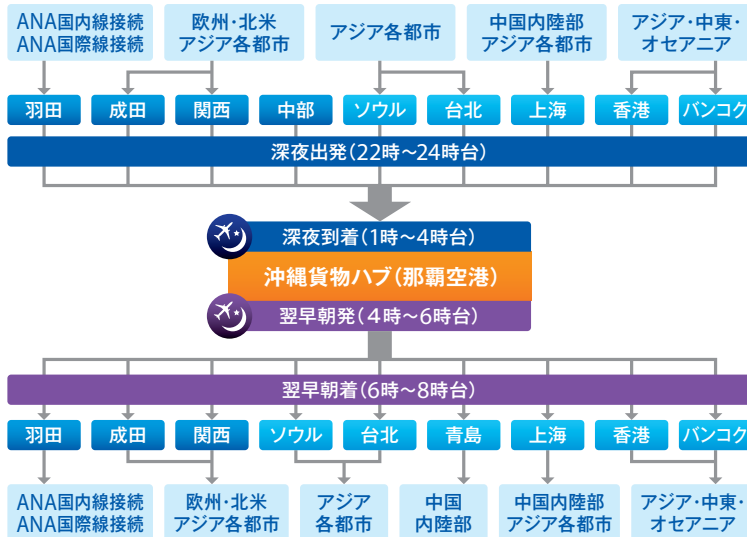 ANA国内線接続
ANA国際線接続
欧州・北米
アジア各都市
アジア各都市
中国内陸部
アジア各都市
アジア・中東・
オセアニア
羽田
成田
関西
中部
ソウル
台北
上海
香港
バンコク
深夜出発(22時～24時台)
深夜到着(1時～4時台)
沖縄貨物ハブ(那覇空港)
翌早朝発(4時～6時台)
翌早朝着(6時～8時台)
羽田
成田
関西
ソウル
台北
青島
上海
香港
バンコク
ANA国内線接続
ANA国際線接続
欧州・北米
アジア各都市
アジア
各都市
中国
内陸部
中国内陸部
アジア各都市
アジア・中東・
オセアニア